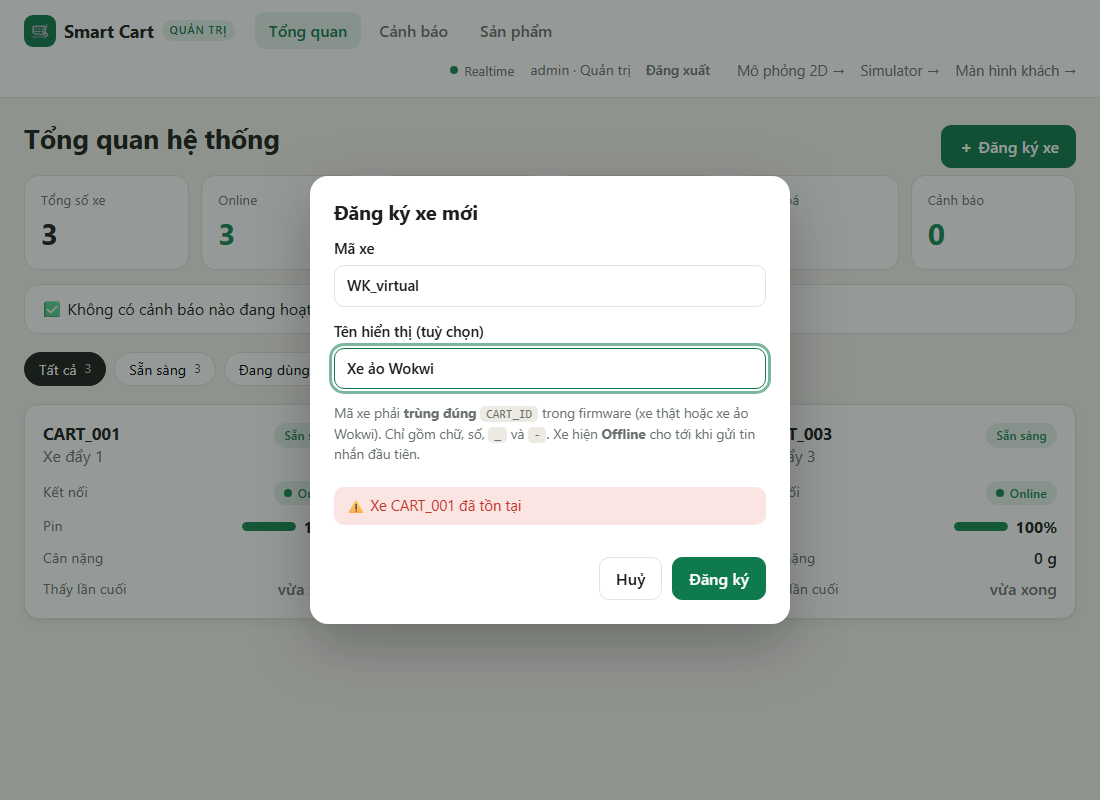 Smart Cart QUẢN TRỊ Tổng quan Cảnh báo Sản phẩm
Realtime admin · Quản trị Đăng xuất Mô phỏng 2D → Simulator → Màn hình khách →
Tổng quan hệ thống
+ Đăng ký xe
Tổng số xe
3
Online
3
Cảnh báo
0
Không có cảnh báo nào đang hoạt
Tất cả 3
Sẵn sàng 3
Đang dùng
CART_001
Xe đẩy 1
Kết nối
Pin
Cân nặng
Thấy lần cuối vừa
Đăng ký xe mới
Mã xe
WK_virtual
Tên hiển thị (tuỳ chọn)
Xe ảo Wokwi
Mã xe phải trùng đúng CART_ID trong firmware (xe thật hoặc xe ảo
Wokwi). Chỉ gồm chữ, số, _ và -. Xe hiện Offline cho tới khi gửi tin
nhắn đầu tiên.
⚠️ Xe CART_001 đã tồn tại
Huỷ
Đăng ký
T_003 Sẵn sàng
ẩy 3
Online
100%
0 g
lần cuối vừa xong